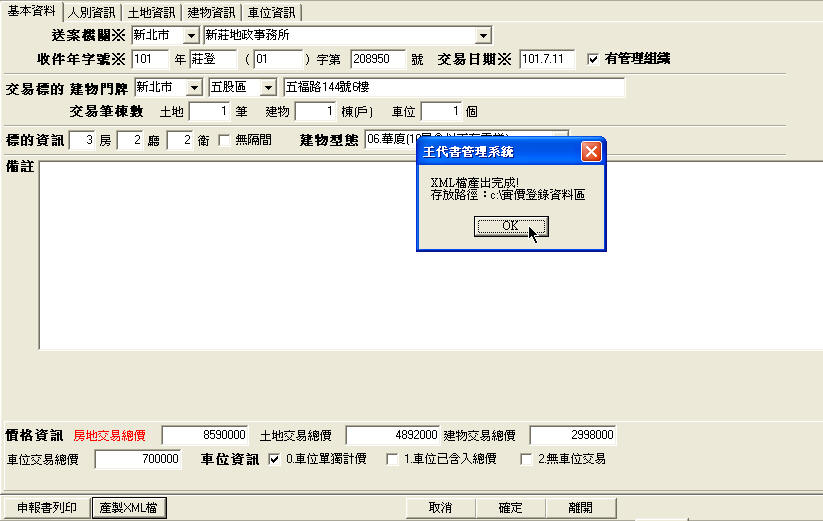 基本資料 人別資訊 土地資訊 建物資訊 車位資訊
送案機關※ 新北市 新莊地政事務所
收件年字號※ 101 年 莊登 ( 01 ) 字第 208950 號 交易日期※ 101.7.11 有管理組織
交易標的 建物門牌 新北市 五股區 五福路144號6樓
交易筆棟數 土地 1 筆 建物 1 棟(戶) 車位 1 個
標的資訊 3 房 2 廳 2 衛 無隔間 建物型態 06.華廈
備註
王代書管理系統
XML檔產出完成!
存放路徑：c:\實價登錄資料區
OK
價格資訊 房地交易總價 8590000 土地交易總價 4892000 建物交易總價 2998000
車位交易總價 700000 車位資訊 0.車位單獨計價 1.車位已含入總價 2.無車位交易
申報書列印 產製XML檔 取消 確定 離開